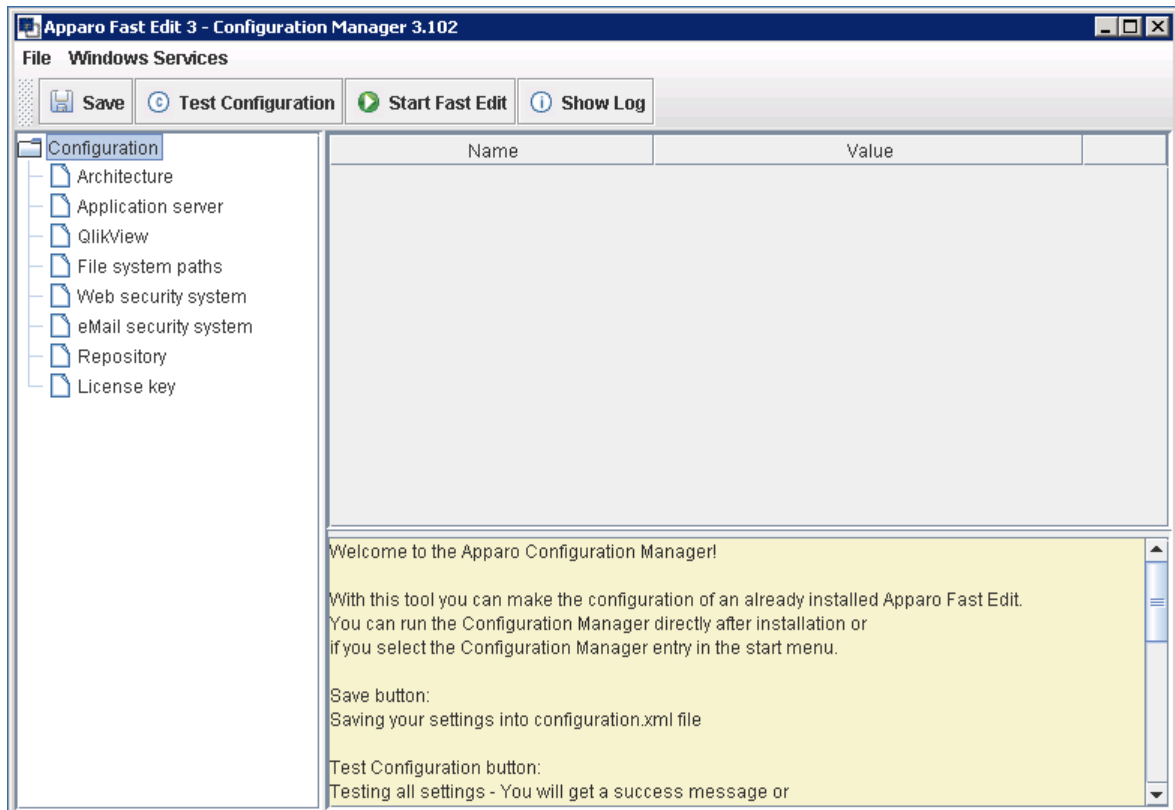 Apparo Fast Edit 3 - Configuration Manager 3.102
File Windows Services
Save Test Configuration Start Fast Edit Show Log
Configuration
Architecture
Application server
QlikView
File system paths
Web security system
eMail security system
Repository
License key
Name Value
Welcome to the Apparo Configuration Manager!
With this tool you can make the configuration of an already installed Apparo Fast Edit.
You can run the Configuration Manager directly after installation or
if you select the Configuration Manager entry in the start menu.
Save button:
Saving your settings into configuration.xml file
Test Configuration button:
Testing all settings - You will get a success message or